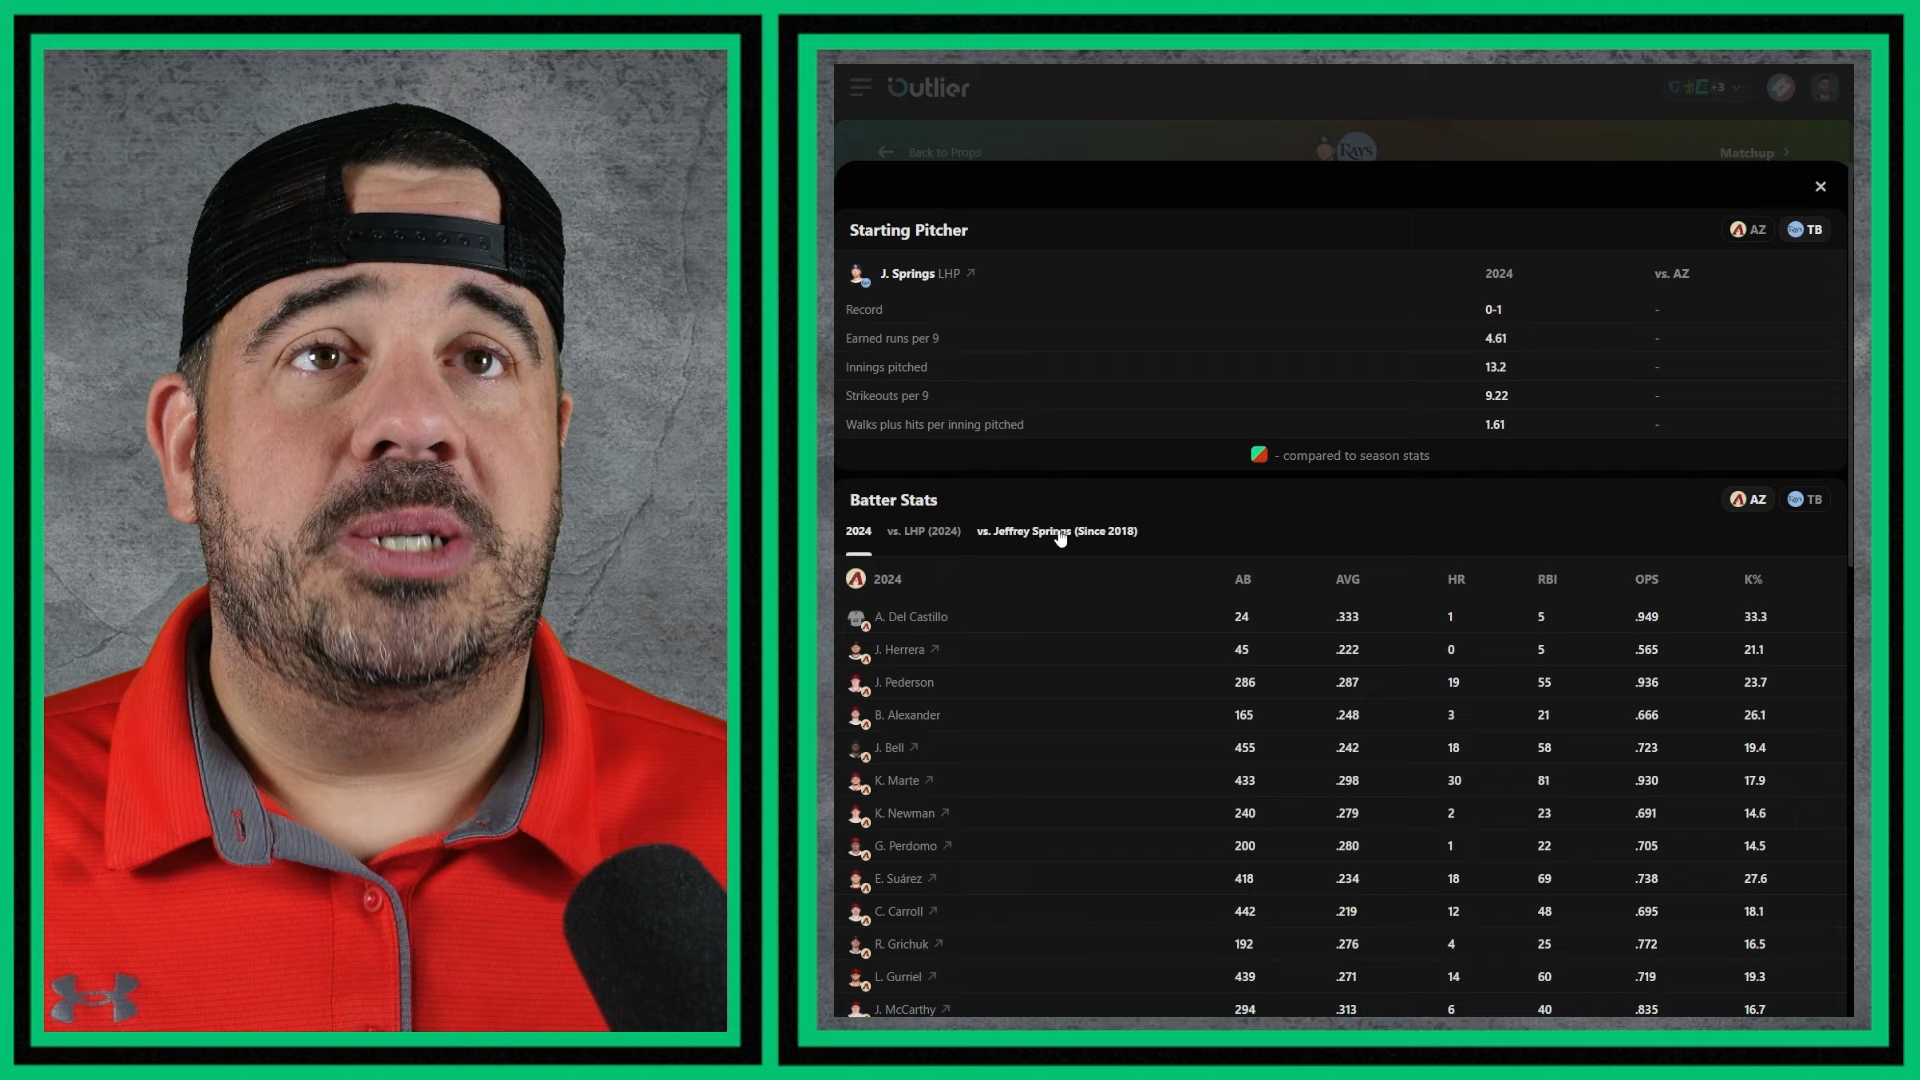 Outlier
+3
Back to Props
RAYS
Matchup
Starting Pitcher
AZ
TB
J. Springs LHP
2024
vs. AZ
Record
0-1
-
Earned runs per 9
4.61
-
Innings pitched
13.2
-
Strikeouts per 9
9.22
-
Walks plus hits per inning pitched
1.61
-
- compared to season stats
Batter Stats
AZ
TB
2024
vs. LHP (2024)
vs. Jeffrey Springs (Since 2018)
2024 AB AVG HR RBI OPS K%
A. Del Castillo 24 .333 1 5 .949 33.3
J. Herrera 45 .222 0 5 .565 21.1
J. Pederson 286 .287 19 55 .936 23.7
B. Alexander 165 .248 3 21 .666 26.1
J. Bell 455 .242 18 58 .723 19.4
K. Marte 433 .298 30 81 .930 17.9
K. Newman 240 .279 2 23 .691 14.6
G. Perdomo 200 .280 1 22 .705 14.5
E. Suárez 418 .234 18 69 .738 27.6
C. Carroll 442 .219 12 48 .695 18.1
R. Grichuk 192 .276 4 25 .772 16.5
L. Gurriel 439 .271 14 60 .719 19.3
J. McCarthy 294 .313 6 40 .835 16.7